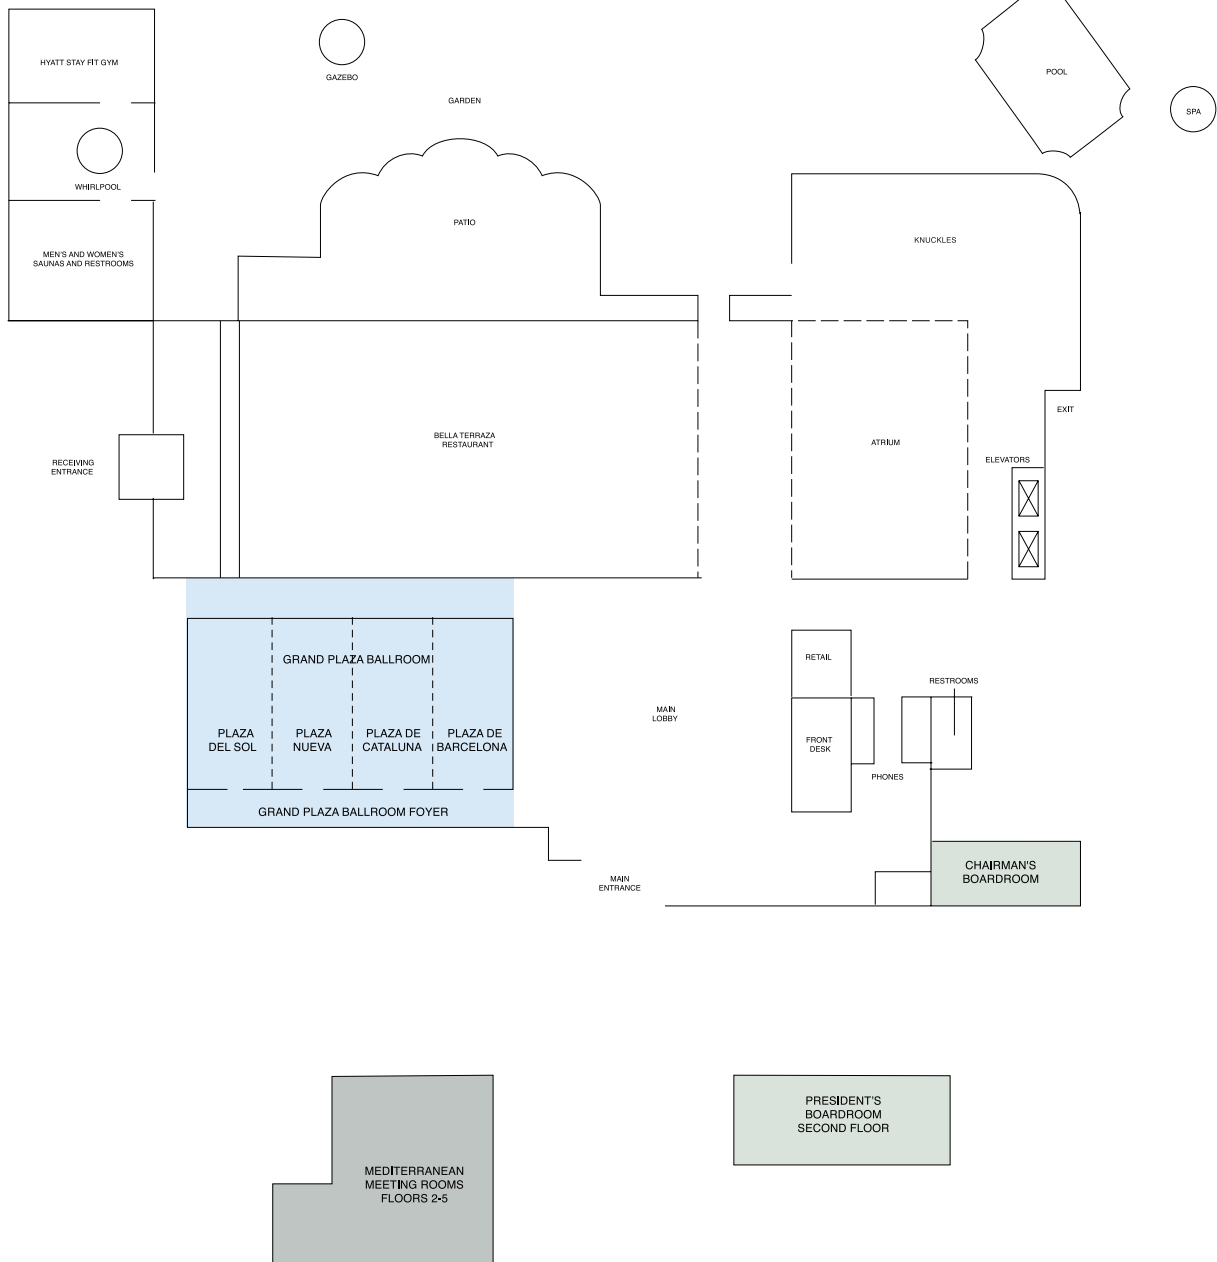 HYATT STAY FIT GYM
GAZEBO
GARDEN
POOL
SPA
WHIRLPOOL
PATIO
KNUCKLES
MEN'S AND WOMEN'S
SAUNAS AND RESTROOMS
EXIT
BELLA TERRAZA
RESTAURANT
ATRIUM
RECEIVING
ENTRANCE
ELEVATORS
GRAND PLAZA BALLROOM
RETAIL
RESTROOMS
MAIN
LOBBY
PLAZA
DEL SOL
PLAZA
NUEVA
PLAZA DE
CATALUNA
PLAZA DE
BARCELONA
FRONT
DESK
PHONES
GRAND PLAZA BALLROOM FOYER
MAIN
ENTRANCE
CHAIRMAN'S
BOARDROOM
PRESIDENT'S
BOARDROOM
SECOND FLOOR
MEDITERRANEAN
MEETING ROOMS
FLOORS 2-5